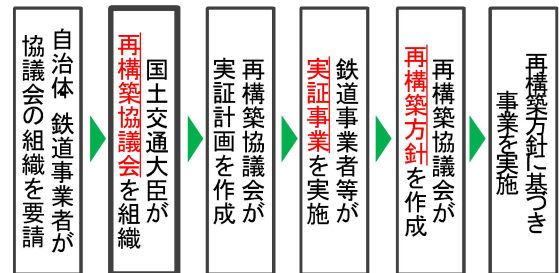 自治体、鉄道事業者が
協議会の組織を要請
国土交通大臣が
再構築協議会を組織
再構築協議会が
実証計画を作成
鉄道事業者等が
実証事業を実施
再構築協議会が
再構築方針を作成
再構築方針に基づき
事業を実施